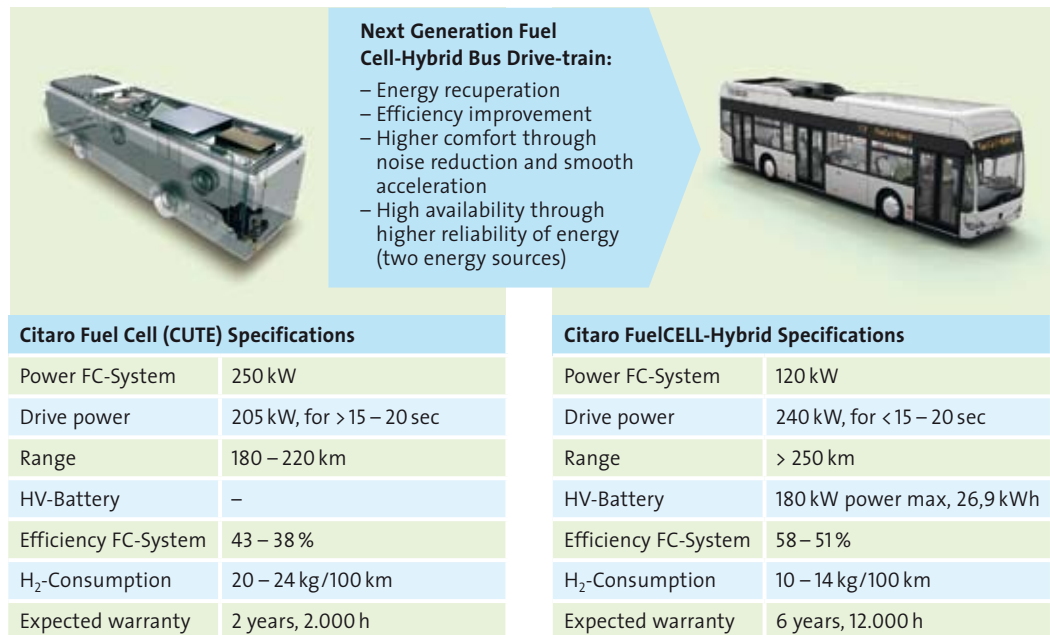 Next Generation Fuel
Cell-Hybrid Bus Drive-train:
– Energy recuperation
– Efficiency improvement
– Higher comfort through
noise reduction and smooth
acceleration
– High availability through
higher reliability of energy
(two energy sources)
Citaro Fuel Cell (CUTE) Specifications
Power FC-System 250 kW
Drive power 205 kW, for > 15 – 20 sec
Range 180 – 220 km
HV-Battery –
Efficiency FC-System 43 – 38 %
H₂-Consumption 20 – 24 kg/100 km
Expected warranty 2 years, 2.000 h
Citaro FuelCELL-Hybrid Specifications
Power FC-System 120 kW
Drive power 240 kW, for < 15 – 20 sec
Range > 250 km
HV-Battery 180 kW power max, 26,9 kWh
Efficiency FC-System 58 – 51 %
H₂-Consumption 10 – 14 kg/100 km
Expected warranty 6 years, 12.000 h